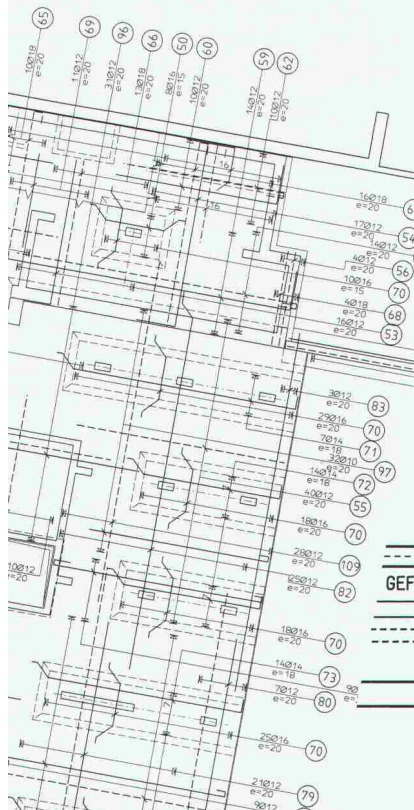 65
10Ø18
e=20
69
11Ø12
e=20
96
31Ø12
e=20
66
13Ø18
e=20
50
8Ø16
e=15
60
10Ø12
e=20
59
14Ø12
e=20
62
10Ø12
e=20
16
16
16Ø18
e=20
17Ø12
e=20
54
14Ø12
e=20
4Ø12
e=20
56
10Ø16
e=15
70
4Ø18
e=20
68
16Ø12
e=20
53
3Ø12
e=20
83
29Ø16
e=20
70
7Ø14
e=18
71
32Ø10
e=20
97
14Ø14
e=18
72
40Ø12
e=20
55
18Ø16
e=20
70
28Ø12
e=20
109
25Ø12
e=20
82
10Ø12
e=20
GEF
18Ø16
e=20
70
14Ø14
e=18
73
7Ø12
e=20
80
25Ø16
e=20
70
21Ø12
e=20
79
9Ø12